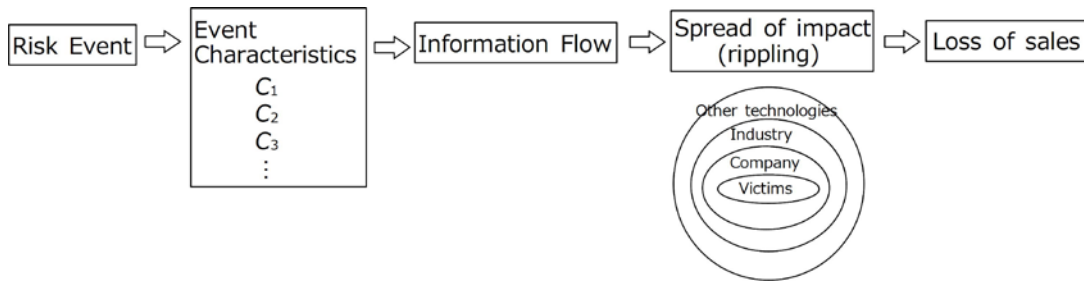 Risk Event
Event
Characteristics
C1
C2
C3
⋮
Information Flow
Spread of impact
(rippling)
Loss of sales
Other technologies
Industry
Company
Victims